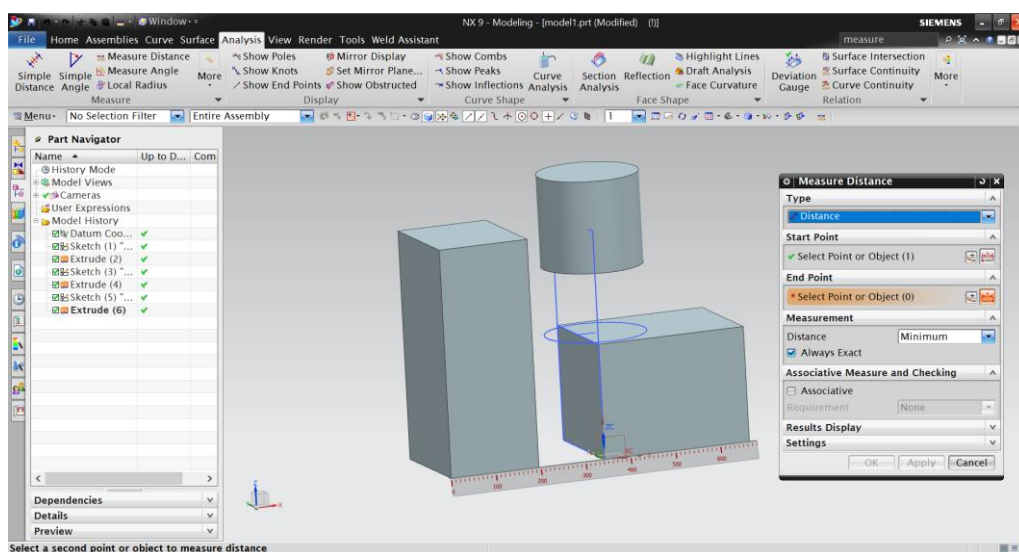 Window
NX 9 - Modeling - [model1.prt (Modified) (!)]
SIEMENS
File Home Assemblies Curve Surface Analysis View Render Tools Weld Assistant
measure
Simple Distance
Simple Angle
Measure Distance
Measure Angle
Local Radius
More
Measure
Show Poles
Show Knots
Show End Points
Mirror Display
Set Mirror Plane...
Show Obstructed
Display
Show Combs
Show Peaks
Show Inflections
Curve Analysis
Curve Shape
Section Analysis
Reflection
Highlight Lines
Draft Analysis
Face Curvature
Face Shape
Deviation Gauge
Surface Intersection
Surface Continuity
Curve Continuity
More
Relation
Menu No Selection Filter Entire Assembly 1
Part Navigator
Name Up to D... Com
History Mode
Model Views
Cameras
User Expressions
Model History
Datum Coo...
Sketch (1) "...
Extrude (2)
Sketch (3) "...
Extrude (4)
Sketch (5) "...
Extrude (6)
Dependencies
Details
Preview
ZC
0 100 200 300 400 500 600
Z
X
Measure Distance
Type
Distance
Start Point
Select Point or Object (1)
End Point
* Select Point or Object (0)
Measurement
Distance Minimum
Always Exact
Associative Measure and Checking
Associative
Requirement None
Results Display
Settings
OK Apply Cancel
Select a second point or object to measure distance